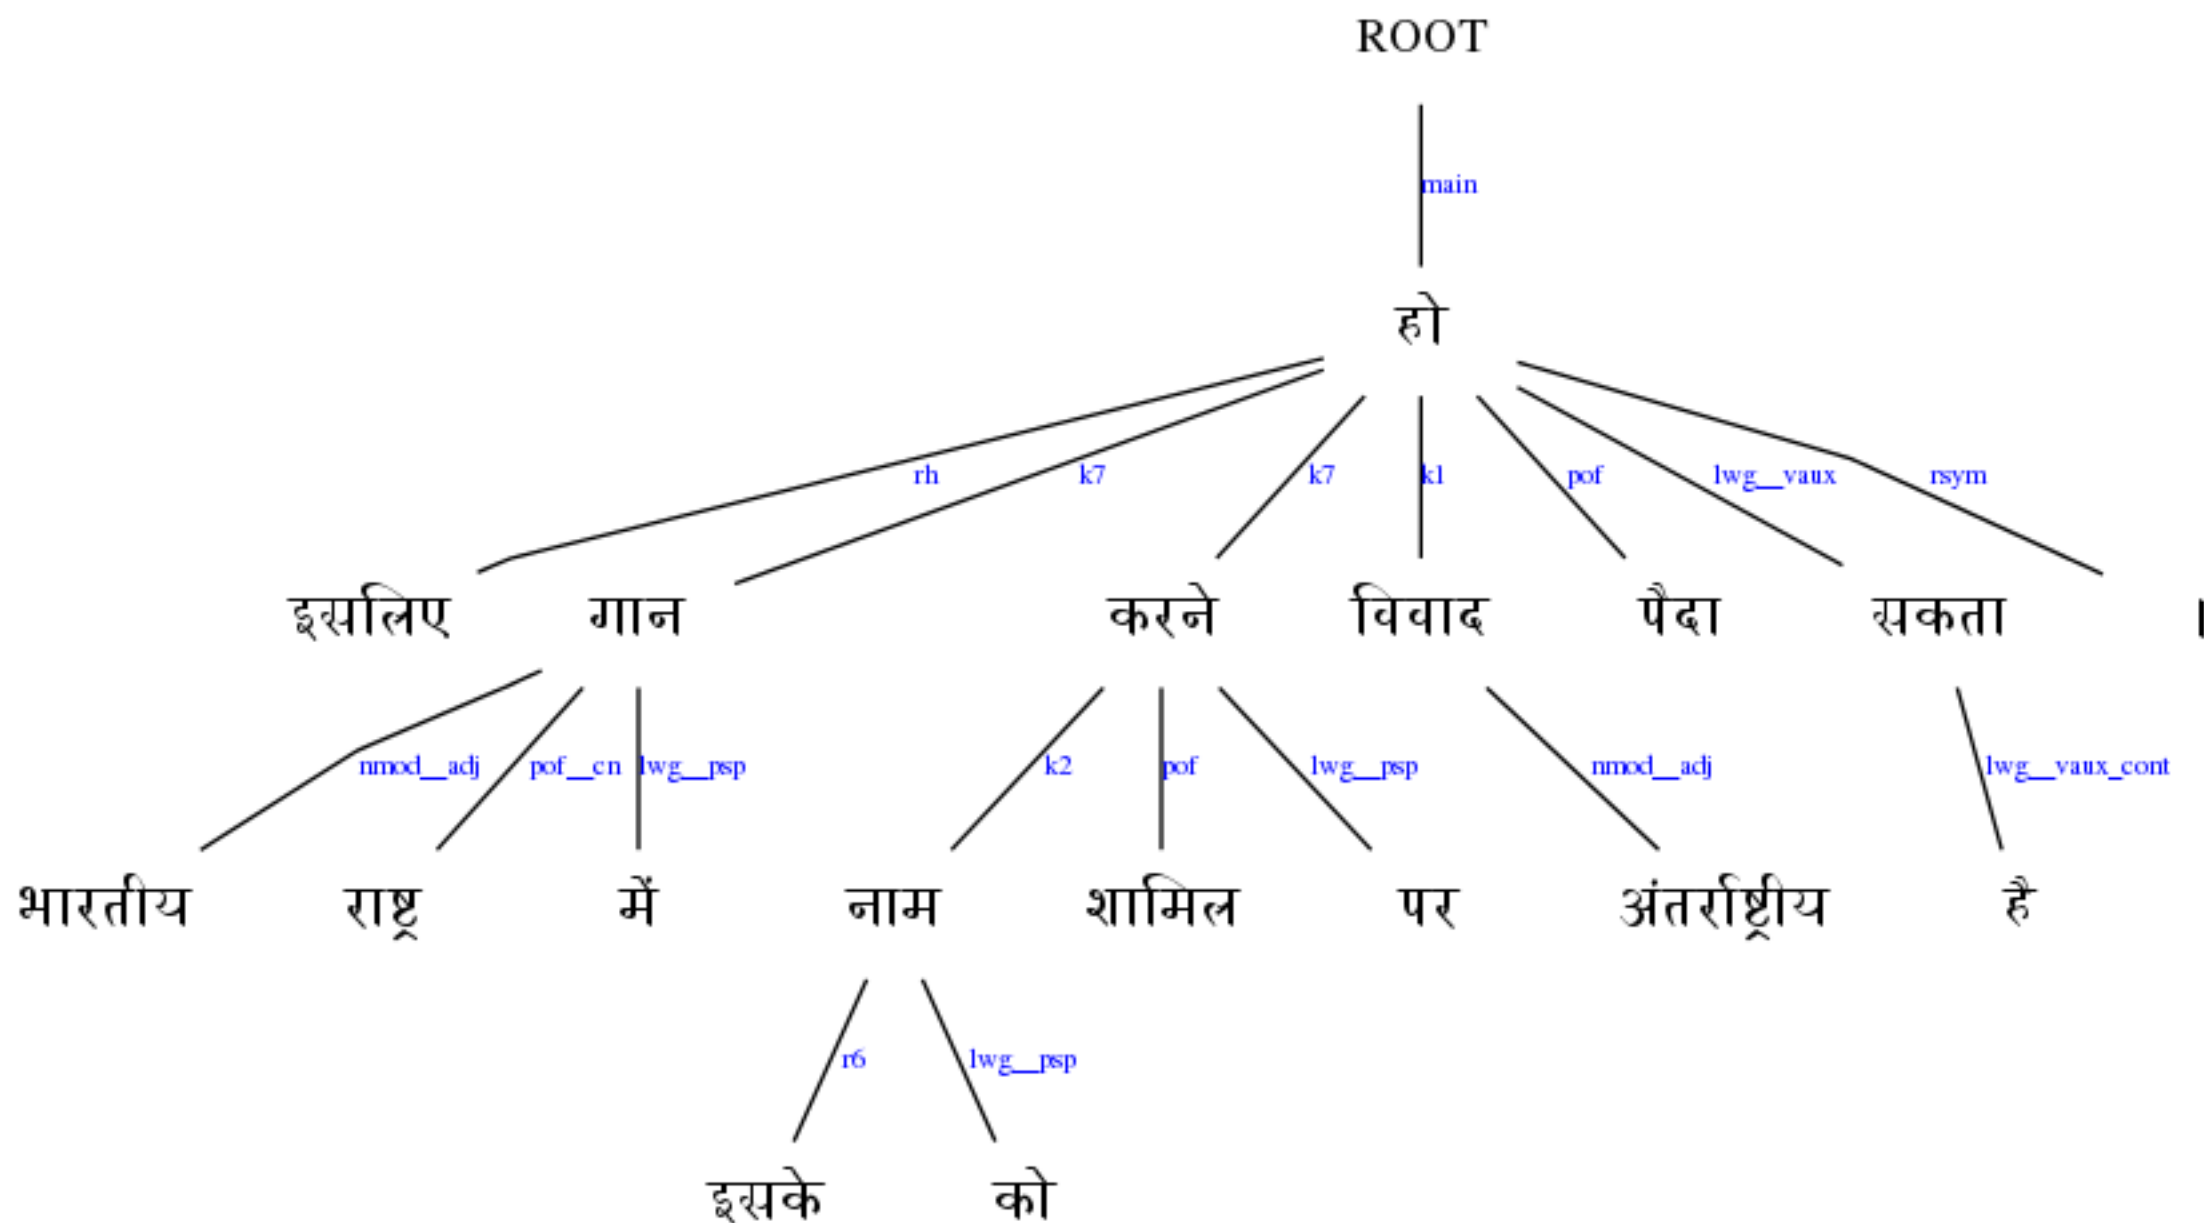 ROOT
main
हो
rh k7 k7 k1 pof lwg__vaux rsym
इसलिए गान करने विवाद पैदा सकता ।
nmod__adj pof__cn lwg__psp k2 pof lwg__psp nmod__adj lwg__vaux_cont
भारतीय राष्ट्र में नाम शामिल पर अंतर्राष्ट्रीय है
r6 lwg__psp
इसके को